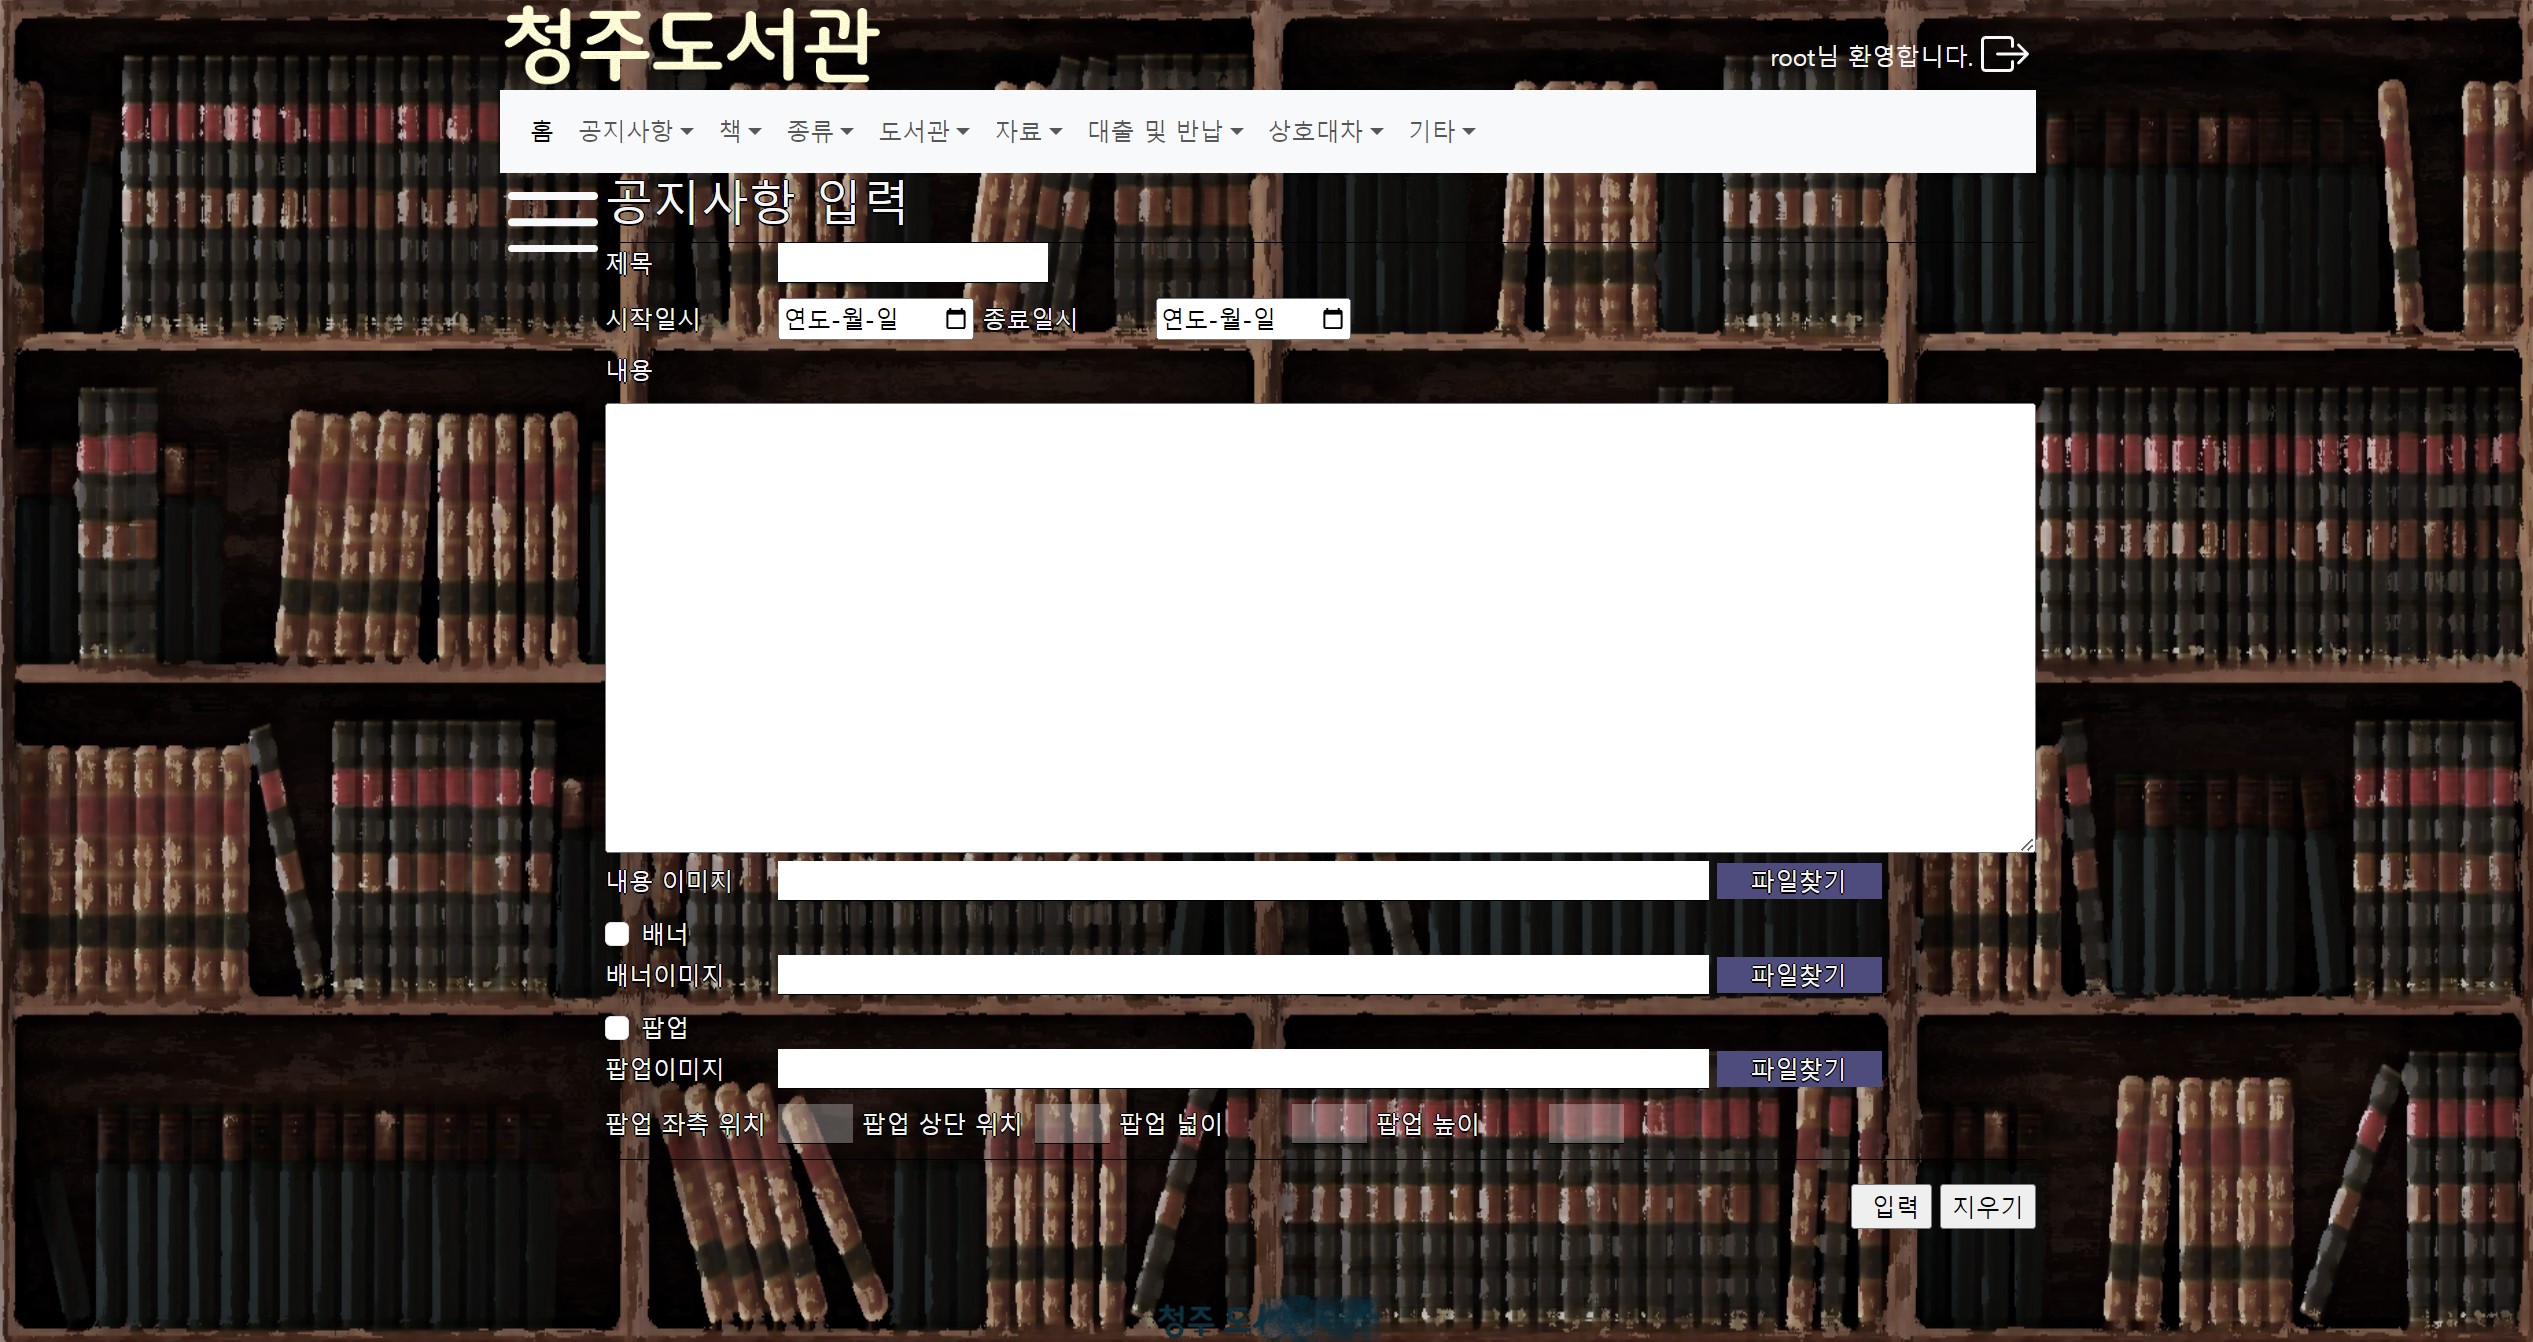 청주도서관
root님 환영합니다.
홈 공지사항 책 종류 도서관 자료 대출 및 반납 상호대차 기타
공지사항 입력
제목
시작일시 연도-월-일 종료일시 연도-월-일
내용
내용 이미지 파일찾기
배너
배너이미지 파일찾기
팝업
팝업이미지 파일찾기
팝업 좌측 위치 팝업 상단 위치 팝업 넓이 팝업 높이
입력 지우기
청주